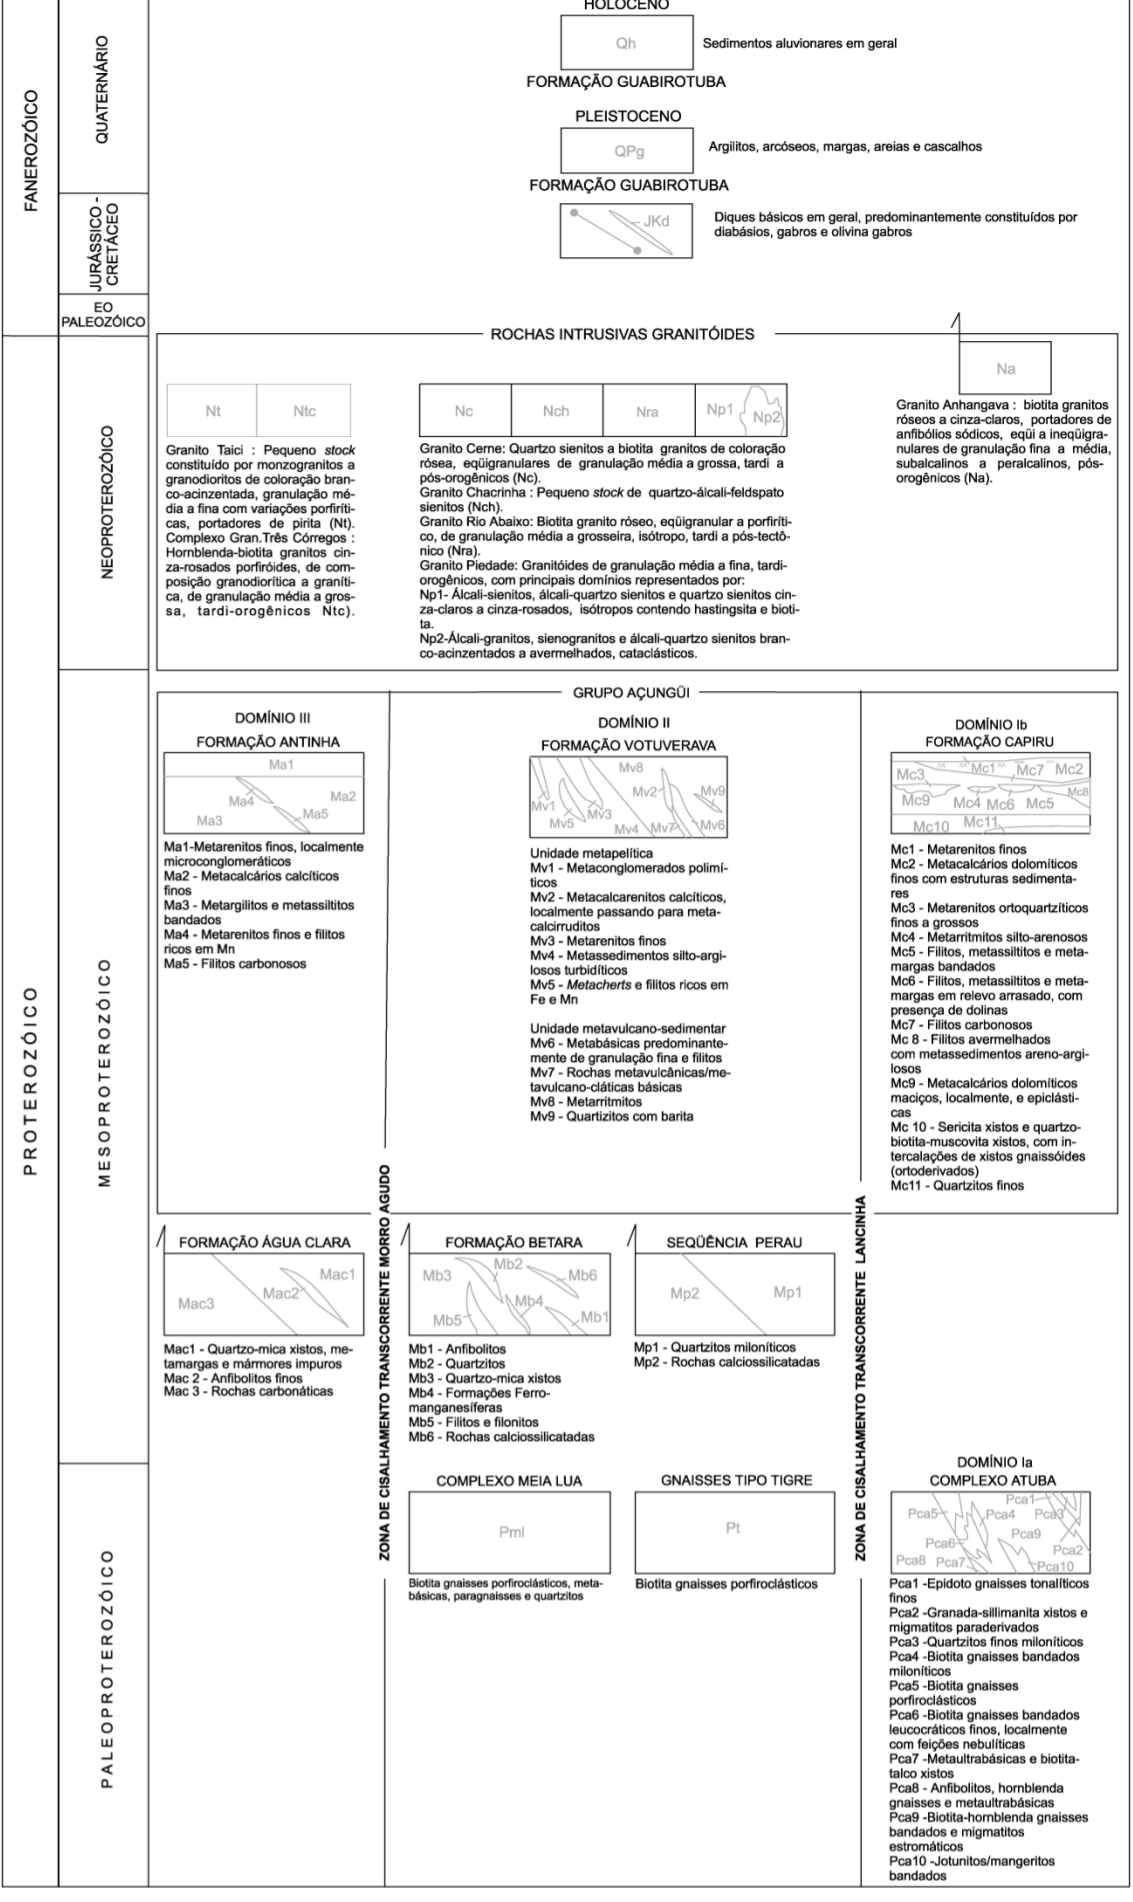 HOLOCENO
Qh
Sedimentos aluvionares em geral
FORMAÇÃO GUABIROTUBA
PLEISTOCENO
QPg
Argilitos, arcóseos, margas, areias e cascalhos
FORMAÇÃO GUABIROTUBA
JKd
Diques básicos em geral, predominantemente constituídos por
diabásios, gabros e olivina gabros
FANEROZÓICO
QUATERNÁRIO
JURÁSSICO -
CRETÁCEO
EO
PALEOZÓICO
PROTEROZÓICO
NEOPROTEROZÓICO
ROCHAS INTRUSIVAS GRANITÓIDES
Nt
Ntc
Granito Taici : Pequeno stock
constituído por monzogranitos a
granodioritos de coloração bran-
co-acinzentada, granulação mé-
dia a fina com variações porfiríti-
cas, portadores de pirita (Nt).
Complexo Gran.Três Córregos :
Hornblenda-biotita granitos cin-
za-rosados porfiróides, de com-
posição granodiorítica a graníti-
ca, de granulação média a gros-
sa, tardi-orogênicos Ntc).
Nc
Nch
Nra
Np1
Np2
Granito Cerne: Quartzo sienitos a biotita granitos de coloração
rósea, eqüigranulares de granulação média a grossa, tardi a
pós-orogênicos (Nc).
Granito Chacrinha : Pequeno stock de quartzo-álcali-feldspato
sienitos (Nch).
Granito Rio Abaixo: Biotita granito róseo, eqüigranular a porfiríti-
co, de granulação média a grosseira, isótropo, tardi a pós-tectô-
nico (Nra).
Granito Piedade: Granitóides de granulação média a fina, tardi-
orogênicos, com principais domínios representados por:
Np1- Álcali-sienitos, álcali-quartzo sienitos e quartzo sienitos cin-
za-claros a cinza-rosados, isótropos contendo hastingsita e bioti-
ta.
Np2-Álcali-granitos, sienogranitos e álcali-quartzo sienitos bran-
co-acinzentados a avermelhados, cataclásticos.
Na
Granito Anhangava : biotita granitos
róseos a cinza-claros, portadores de
anfibólios sódicos, eqüi a ineqüigra-
nulares de granulação fina a média,
subalcalinos a peralcalinos, pós-
orogênicos (Na).
MESOPROTEROZÓICO
GRUPO AÇUNGÜI
DOMÍNIO III
FORMAÇÃO ANTINHA
Ma1
Ma4
Ma2
Ma3
Ma5
Ma1-Metarenitos finos, localmente
microconglomeráticos
Ma2 - Metacalcários calcíticos
finos
Ma3 - Metargilitos e metassiltitos
bandados
Ma4 - Metarenitos finos e filitos
ricos em Mn
Ma5 - Filitos carbonosos
DOMÍNIO II
FORMAÇÃO VOTUVERAVA
Mv8
Mv2
Mv9
Mv1
Mv3
Mv5
Mv4
Mv7
Mv6
Unidade metapelítica
Mv1 - Metaconglomerados polimí-
ticos
Mv2 - Metacalcarenitos calcíticos,
localmente passando para meta-
calcirruditos
Mv3 - Metarenitos finos
Mv4 - Metassedimentos silto-argi-
losos turbidíticos
Mv5 - Metacherts e filitos ricos em
Fe e Mn
Unidade metavulcano-sedimentar
Mv6 - Metabásicas predominante-
mente de granulação fina e filitos
Mv7 - Rochas metavulcânicas/me-
tavulcano-cláticas básicas
Mv8 - Metarritmitos
Mv9 - Quartizitos com barita
DOMÍNIO Ib
FORMAÇÃO CAPIRU
Mc3
Mc1
Mc7
Mc2
Mc9
Mc4
Mc6
Mc5
Mc8
Mc10
Mc11
Mc1 - Metarenitos finos
Mc2 - Metacalcários dolomíticos
finos com estruturas sedimenta-
res
Mc3 - Metarenitos ortoquartzíticos
finos a grossos
Mc4 - Metarritmitos silto-arenosos
Mc5 - Filitos, metassiltitos e meta-
margas bandados
Mc6 - Filitos, metassiltitos e meta-
margas em relevo arrasado, com
presença de dolinas
Mc7 - Filitos carbonosos
Mc 8 - Filitos avermelhados
com metassedimentos areno-argi-
losos
Mc9 - Metacalcários dolomíticos
maciços, localmente, e epiclásti-
cas
Mc 10 - Sericita xistos e quartzo-
biotita-muscovita xistos, com in-
tercalações de xistos gnaissóides
(ortoderivados)
Mc11 - Quartzitos finos
ZONA DE CISALHAMENTO TRANSCORRENTE MORRO AGUDO
ZONA DE CISALHAMENTO TRANSCORRENTE LANCINHA
FORMAÇÃO ÁGUA CLARA
Mac1
Mac2
Mac3
Mac1 - Quartzo-mica xistos, me-
tamargas e mármores impuros
Mac 2 - Anfibolitos finos
Mac 3 - Rochas carbonáticas
FORMAÇÃO BETARA
Mb3
Mb2
Mb6
Mb5
Mb4
Mb1
Mb1 - Anfibolitos
Mb2 - Quartzitos
Mb3 - Quartzo-mica xistos
Mb4 - Formações Ferro-
manganesíferas
Mb5 - Filitos e filonitos
Mb6 - Rochas calciossilicatadas
SEQÜÊNCIA PERAU
Mp2
Mp1
Mp1 - Quartzitos miloníticos
Mp2 - Rochas calciossilicatadas
PALEOPROTEROZÓICO
COMPLEXO MEIA LUA
Pml
Biotita gnaisses porfiroclásticos, meta-
básicas, paragnaisses e quartzitos
GNAISSES TIPO TIGRE
Pt
Biotita gnaisses porfiroclásticos
DOMÍNIO Ia
COMPLEXO ATUBA
Pca1
Pca5
Pca4
Pca3
Pca9
Pca6
Pca2
Pca8
Pca7
Pca10
Pca1 -Epidoto gnaisses tonalíticos
finos
Pca2 -Granada-sillimanita xistos e
migmatitos paraderivados
Pca3 -Quartzitos finos miloníticos
Pca4 -Biotita gnaisses bandados
miloníticos
Pca5 -Biotita gnaisses
porfiroclásticos
Pca6 -Biotita gnaisses bandados
leucocráticos finos, localmente
com feições nebulíticas
Pca7 -Metaultrabásicas e biotita-
talco xistos
Pca8 - Anfibolitos, hornblenda
gnaisses e metaultrabásicas
Pca9 -Biotita-hornblenda gnaisses
bandados e migmatitos
estromáticos
Pca10 -Jotunitos/mangeritos
bandados